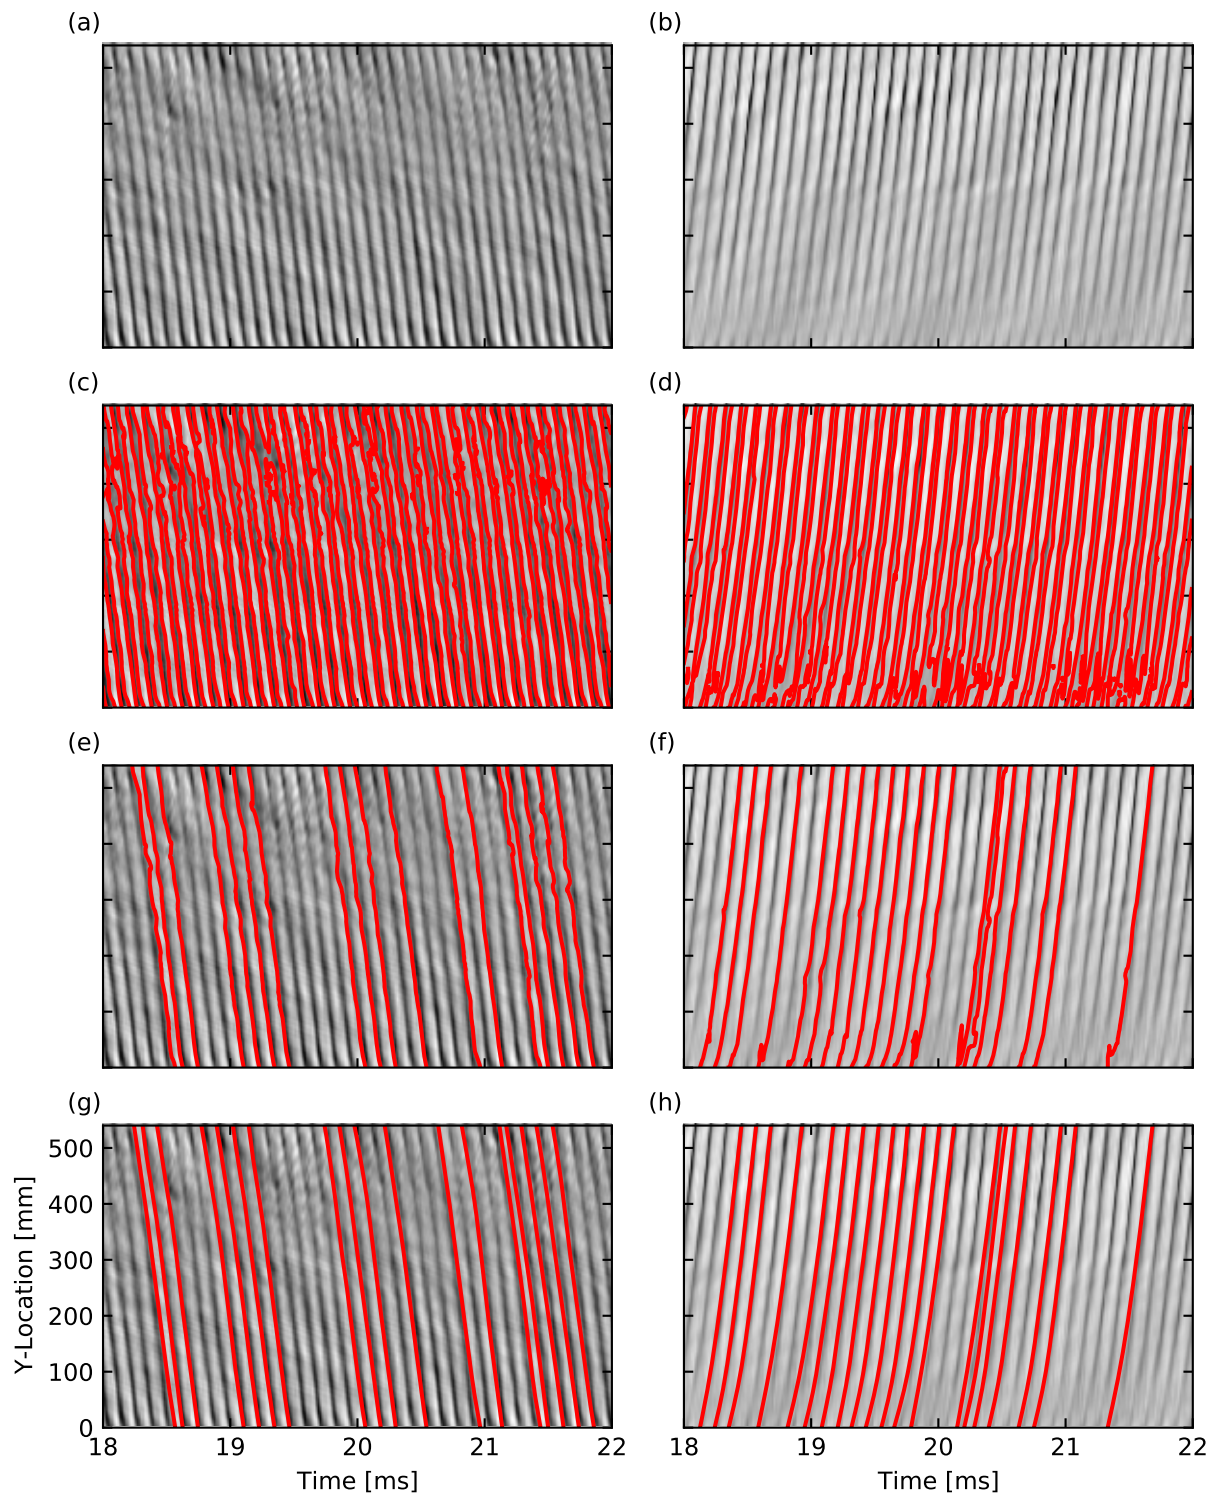 (a) (b)
(c) (d)
(e) (f)
(g) (h)
500
400
300
200
100
0
Y-Location [mm]
18 19 20 21 22 18 19 20 21 22
Time [ms] Time [ms]